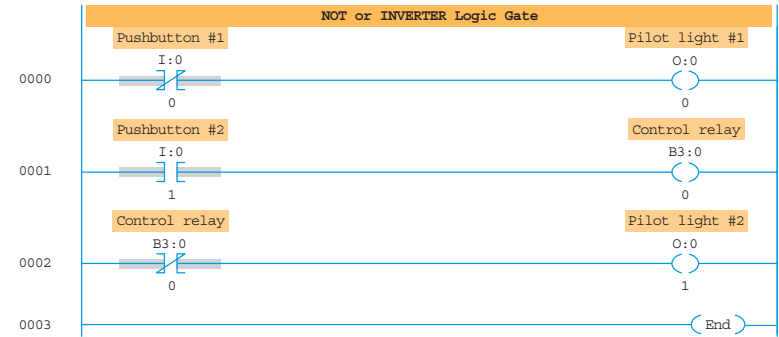 NOT or INVERTER Logic Gate
Pushbutton #1
Pilot light #1
I:0
O:0
0000
0
0
Pushbutton #2
Control relay
I:0
B3:0
0001
1
0
Control relay
Pilot light #2
B3:0
O:0
0002
0
1
0003
End